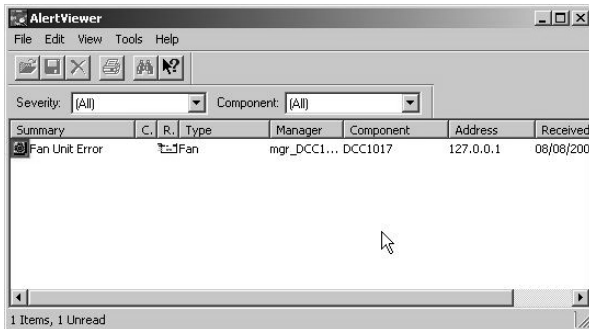 AlertViewer
File Edit View Tools Help
Severity: (All) Component: (All)
Summary C. R. Type Manager Component Address Received
Fan Unit Error Fan mgr_DCC1... DCC1017 127.0.0.1 08/08/200
1 Items, 1 Unread